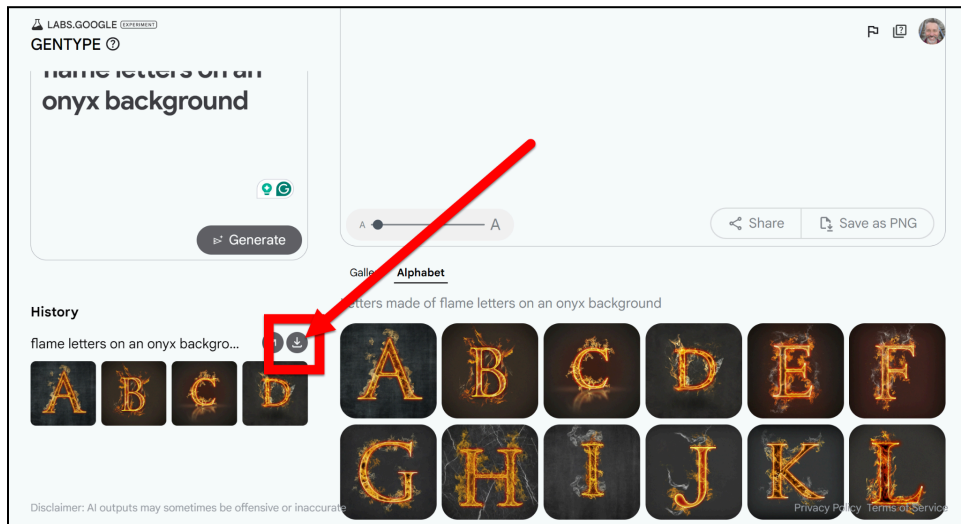 LABS.GOOGLE EXPERIMENT
GENTYPE
flame letters on an
onyx background
Generate
A A
Share
Save as PNG
Alphabet
History
flame letters on an onyx backgro...
A B C D
made of flame letters on an onyx background
A B C D E F
G H I J K L
Disclaimer: AI outputs may sometimes be offensive or inaccurate
Privacy Policy Terms of Service